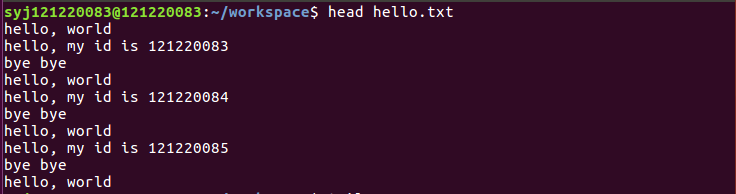 syj121220083@121220083:~/workspace$ head hello.txt
hello, world
hello, my id is 121220083
bye bye
hello, world
hello, my id is 121220084
bye bye
hello, world
hello, my id is 121220085
bye bye
hello, world